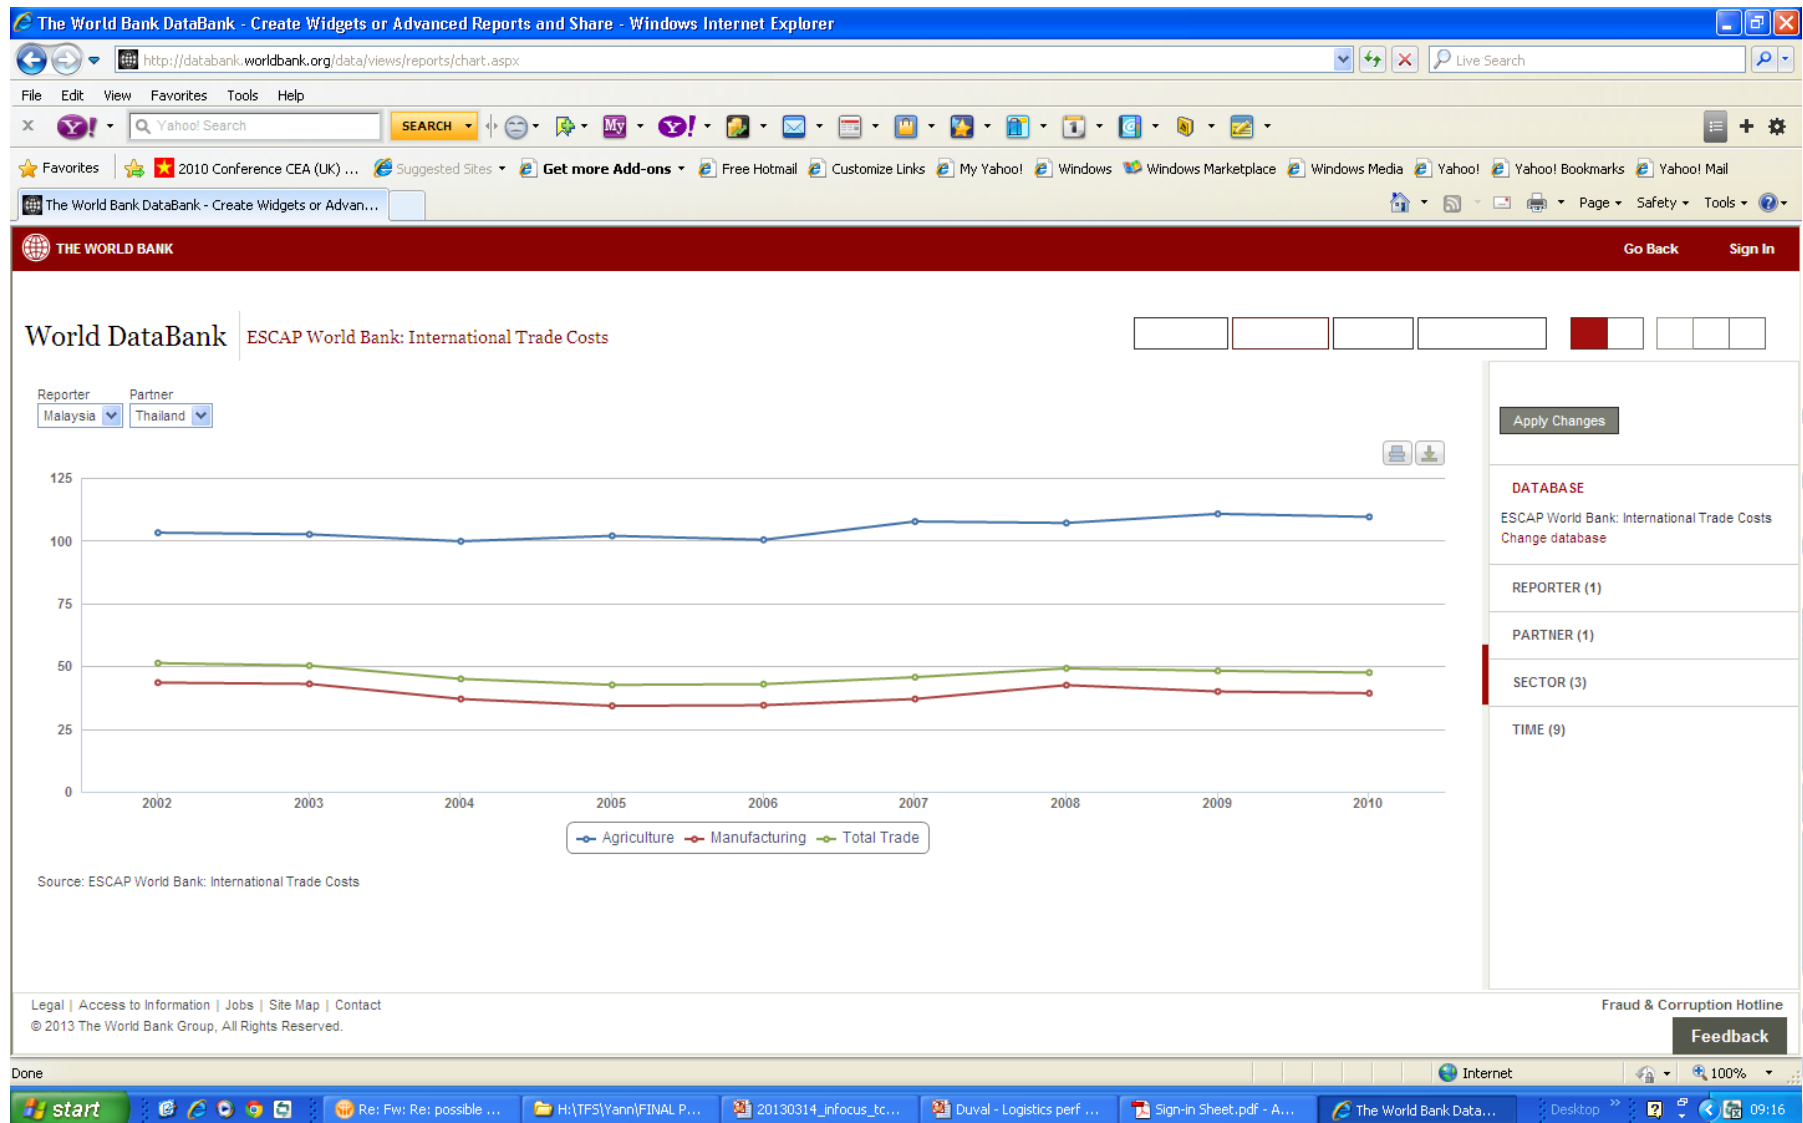 The World Bank DataBank - Create Widgets or Advanced Reports and Share - Windows Internet Explorer
http://databank.worldbank.org/data/views/reports/chart.aspx
Live Search
File Edit View Favorites Tools Help
x Y! Yahoo! Search SEARCH My Y! 1
Favorites 2010 Conference CEA (UK) ... Suggested Sites Get more Add-ons Free Hotmail Customize Links My Yahoo! Windows Windows Marketplace Windows Media Yahoo! Yahoo! Bookmarks Yahoo! Mail
The World Bank DataBank - Create Widgets or Advan... Page Safety Tools
THE WORLD BANK Go Back Sign In
World DataBank ESCAP World Bank: International Trade Costs
Reporter Partner
Malaysia Thailand
Apply Changes
125
100
75
50
25
0
2002 2003 2004 2005 2006 2007 2008 2009 2010
Agriculture Manufacturing Total Trade
Source: ESCAP World Bank: International Trade Costs
DATABASE
ESCAP World Bank: International Trade Costs
Change database
REPORTER (1)
PARTNER (1)
SECTOR (3)
TIME (9)
Legal | Access to Information | Jobs | Site Map | Contact
© 2013 The World Bank Group, All Rights Reserved.
Fraud & Corruption Hotline
Feedback
Done Internet 100%
start Re: Fw: Re: possible ... H:\TFS\Yann\FINAL P... 20130314_infocus_tc... Duval - Logistics perf ... Sign-in Sheet.pdf - A... The World Bank Data... Desktop » 09:16